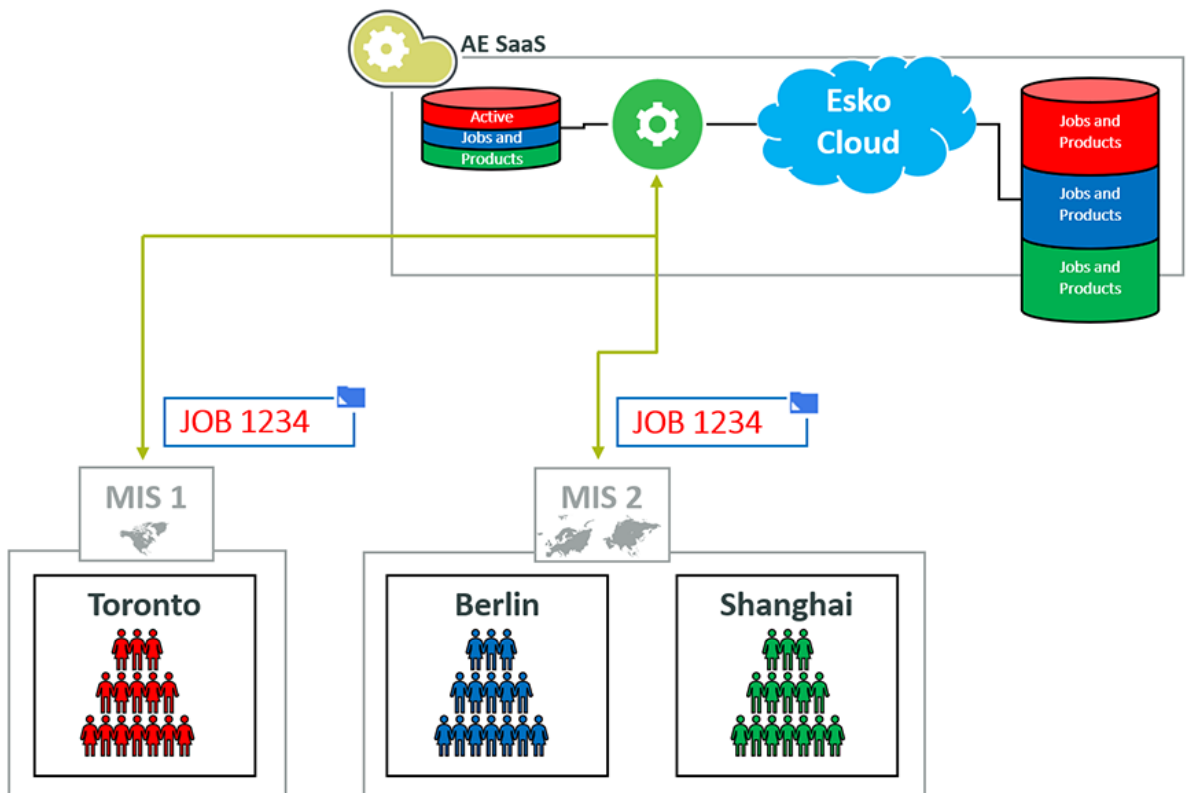 AE SaaS
Active
Jobs and
Products
Esko
Cloud
Jobs and
Products
Jobs and
Products
Jobs and
Products
JOB 1234
JOB 1234
MIS 1
MIS 2
Toronto
Berlin
Shanghai